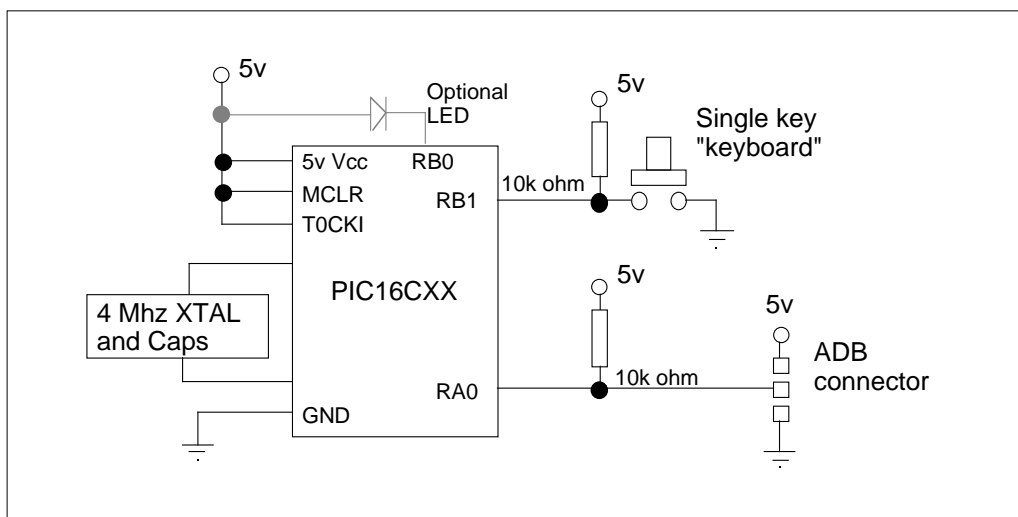 5v
Optional
LED
5v
Single key
"keyboard"
5v Vcc
RB0
MCLR
RB1
10k ohm
T0CKI
PIC16CXX
4 Mhz XTAL
and Caps
5v
5v
ADB
connector
RA0
10k ohm
GND